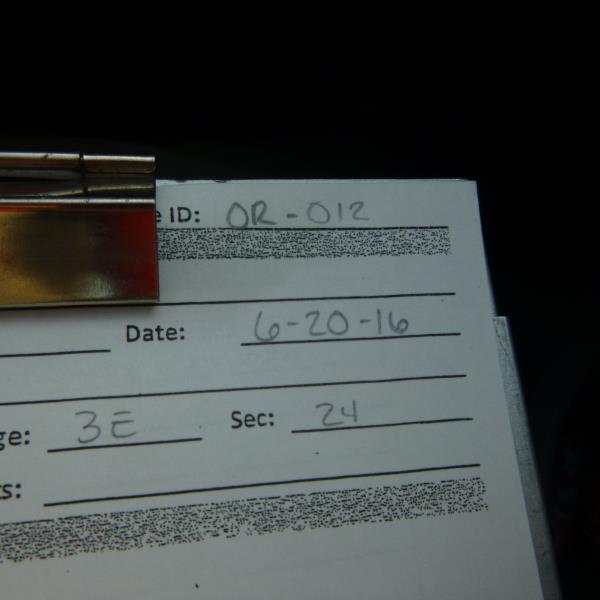 e ID: OR-012
Date: 6-20-16
ge: 3E Sec: 24
ts: